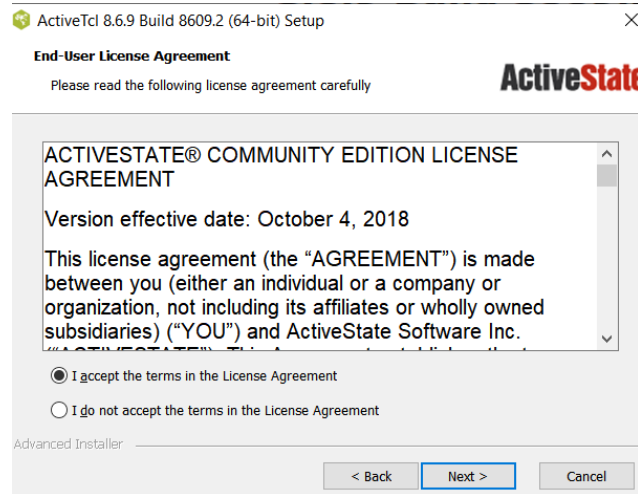 ActiveTcl 8.6.9 Build 8609.2 (64-bit) Setup
End-User License Agreement
Please read the following license agreement carefully
ActiveState
ACTIVESTATE® COMMUNITY EDITION LICENSE
AGREEMENT
Version effective date: October 4, 2018
This license agreement (the “AGREEMENT”) is made
between you (either an individual or a company or
organization, not including its affiliates or wholly owned
subsidiaries) (“YOU”) and ActiveState Software Inc.
I accept the terms in the License Agreement
I do not accept the terms in the License Agreement
Advanced Installer
< Back
Next >
Cancel